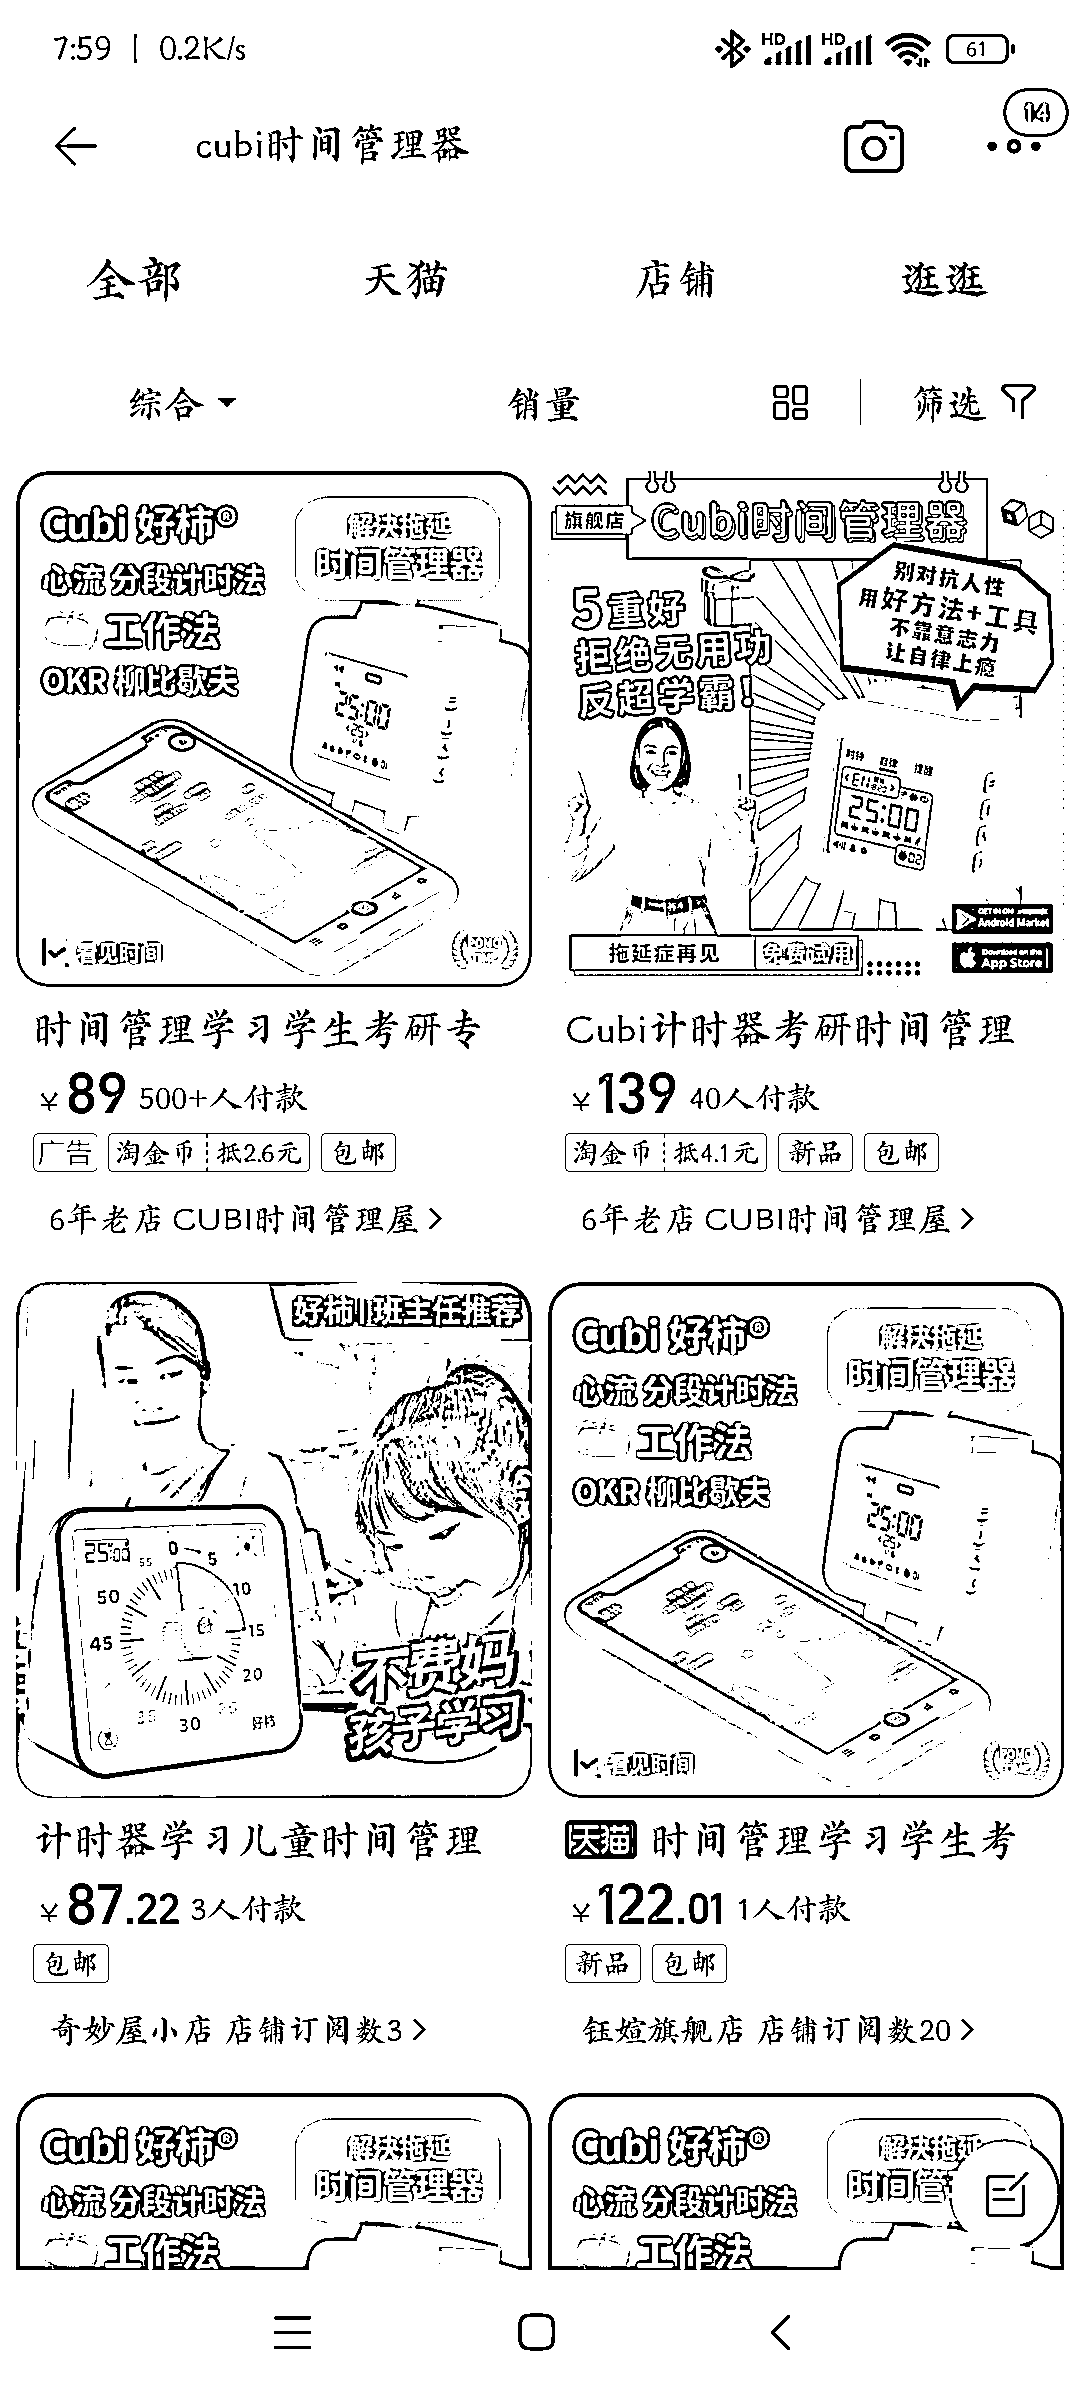 7:59 | 0.2K/s
HD HD 61
cubi时间管理器
全部 天猫 店铺 逛逛
综合 销量 筛选
Cubi 好柿®
解决拖延
时间管理器
心流 分段计时法
工作法
OKR 柳比歇夫
25:00
看见时间
时间管理学习学生考研专
¥89 500+人付款
广告 淘金币 抵2.6元 包邮
6年老店 CUBI时间管理屋 >
旗舰店
Cubi时间管理器
别对抗人性
用好方法+工具
不靠意志力
让自律上瘾
5重好
拒绝无用功
反超学霸!
25:00
拖延症再见 免费试用
Android Market
Download on the
App Store
Cubi计时器考研时间管理
¥139 40人付款
淘金币 抵4.1元 新品 包邮
6年老店 CUBI时间管理屋 >
好柿||班主任推荐
25:00
55 0 5
50 10
45 15
20
35 30
好柿
不费妈
孩子学习
计时器学习儿童时间管理
¥87.22 3人付款
包邮
奇妙屋小店 店铺订阅数3 >
Cubi 好柿®
解决拖延
时间管理器
心流 分段计时法
工作法
OKR 柳比歇夫
25:00
看见时间
天猫 时间管理学习学生考
¥122.01 1人付款
新品 包邮
钰媗旗舰店 店铺订阅数20 >
Cubi 好柿®
解决拖延
时间管理器
心流 分段计时法
工作法
Cubi 好柿®
解决拖延
时间管
心流 分段计时法
工作法